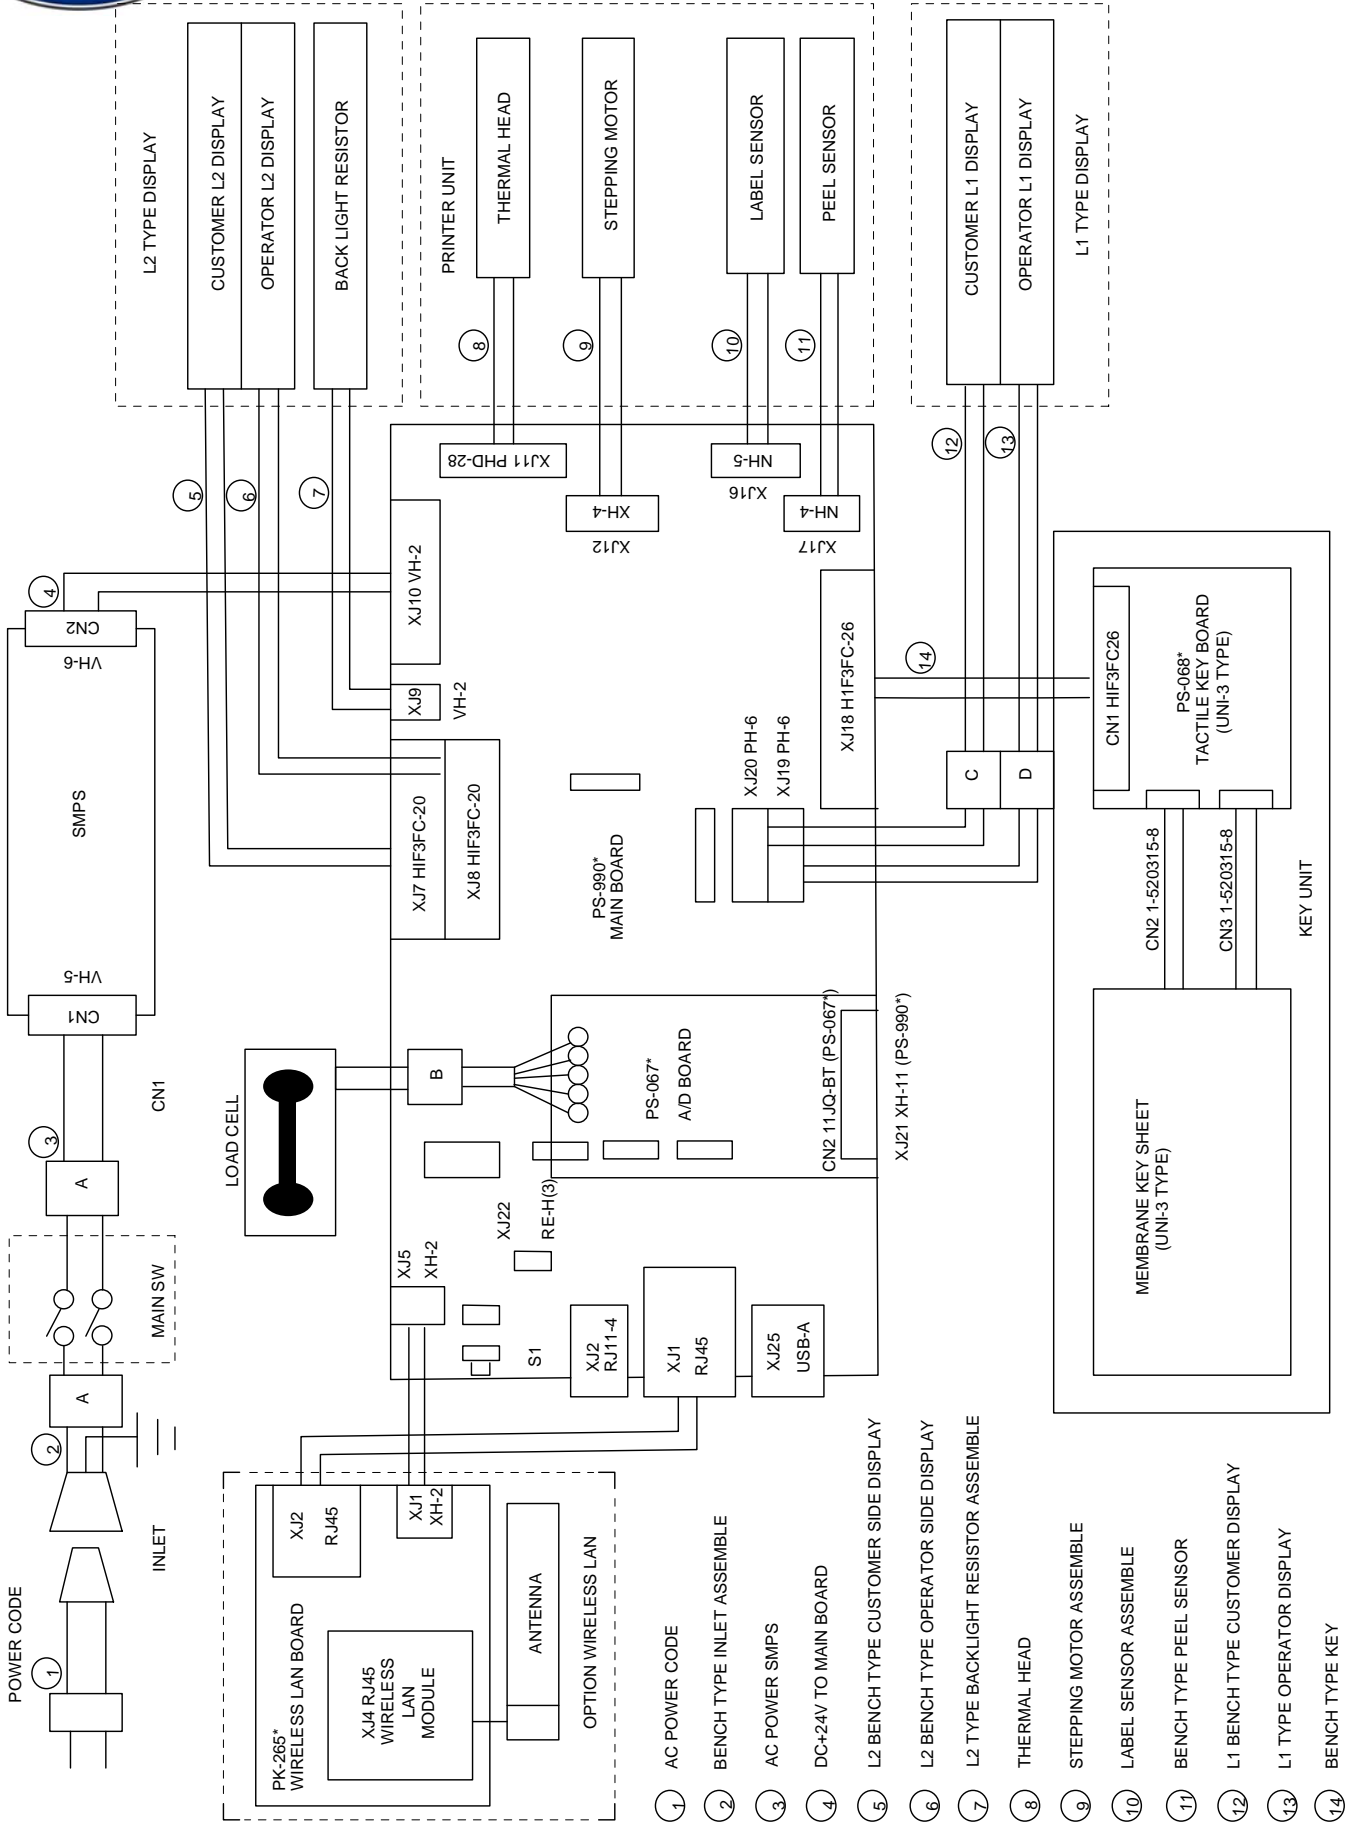 POWER CODE
1
INLET
2
A
MAIN SW
A
3
CN1
CN1
VH-5
SMPS
VH-6
CN2
4
L2 TYPE DISPLAY
CUSTOMER L2 DISPLAY
OPERATOR L2 DISPLAY
BACK LIGHT RESISTOR
5
6
7
PRINTER UNIT
THERMAL HEAD
STEPPING MOTOR
LABEL SENSOR
PEEL SENSOR
8
9
10
11
CUSTOMER L1 DISPLAY
OPERATOR L1 DISPLAY
L1 TYPE DISPLAY
12
13
LOAD CELL
B
XJ7 HIF3FC-20
XJ8 HIF3FC-20
XJ9
VH-2
XJ10 VH-2
XJ11 PHD-28
XH-4
XJ12
NH-5
XJ16
NH-4
XJ17
XJ5
XH-2
XJ22
RE-H(3)
S1
XJ2
RJ11-4
XJ1
RJ45
XJ25
USB-A
PS-067*
A/D BOARD
CN2 11JQ-BT (PS-067*)
XJ21 XH-11 (PS-990*)
PS-990*
MAIN BOARD
XJ20 PH-6
XJ19 PH-6
XJ18 H1F3FC-26
14
C
D
PK-265*
WIRELESS LAN BOARD
XJ2
RJ45
XJ1
XH-2
XJ4 RJ45
WIRELESS
LAN
MODULE
ANTENNA
OPTION WIRELESS LAN
MEMBRANE KEY SHEET
(UNI-3 TYPE)
CN2 1-520315-8
CN3 1-520315-8
CN1 HIF3FC26
PS-068*
TACTILE KEY BOARD
(UNI-3 TYPE)
KEY UNIT
1 AC POWER CODE
2 BENCH TYPE INLET ASSEMBLE
3 AC POWER SMPS
4 DC+24V TO MAIN BOARD
5 L2 BENCH TYPE CUSTOMER SIDE DISPLAY
6 L2 BENCH TYPE OPERATOR SIDE DISPLAY
7 L2 TYPE BACKLIGHT RESISTOR ASSEMBLE
8 THERMAL HEAD
9 STEPPING MOTOR ASSEMBLE
10 LABEL SENSOR ASSEMBLE
11 BENCH TYPE PEEL SENSOR
12 L1 BENCH TYPE CUSTOMER DISPLAY
13 L1 TYPE OPERATOR DISPLAY
14 BENCH TYPE KEY